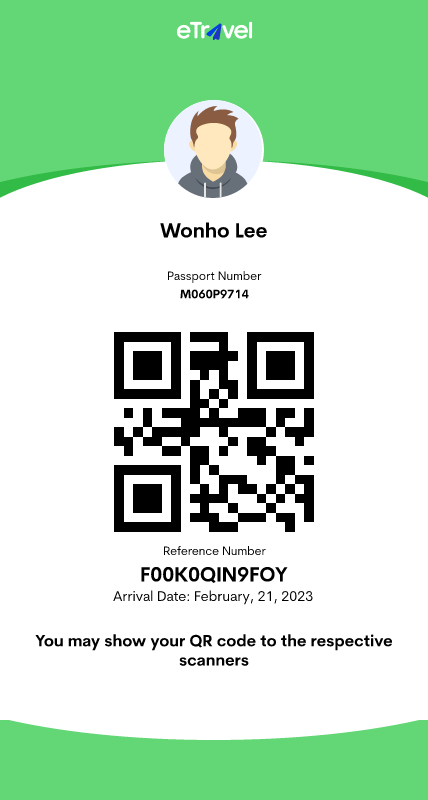 eTravel
Wonho Lee
Passport Number
M060P9714
Reference Number
F00K0QIN9FOY
Arrival Date: February, 21, 2023
You may show your QR code to the respective
scanners